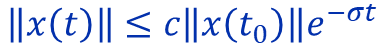 ‖x(t)‖ ≤ c‖x(t₀)‖e^{−σt}